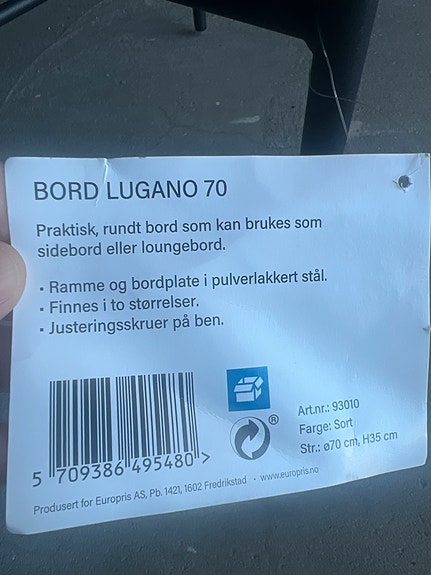 BORD LUGANO 70
Praktisk, rundt bord som kan brukes som
sidebord eller loungebord.
• Ramme og bordplate i pulverlakkert stål.
• Finnes i to størrelser.
• Justeringsskruer på ben.
Art.nr.: 93010
Farge: Sort
Str.: ø70 cm, H35 cm
®
5 709386 495480 >
Produsert for Europris AS, Pb. 1421, 1602 Fredrikstad • www.europris.no